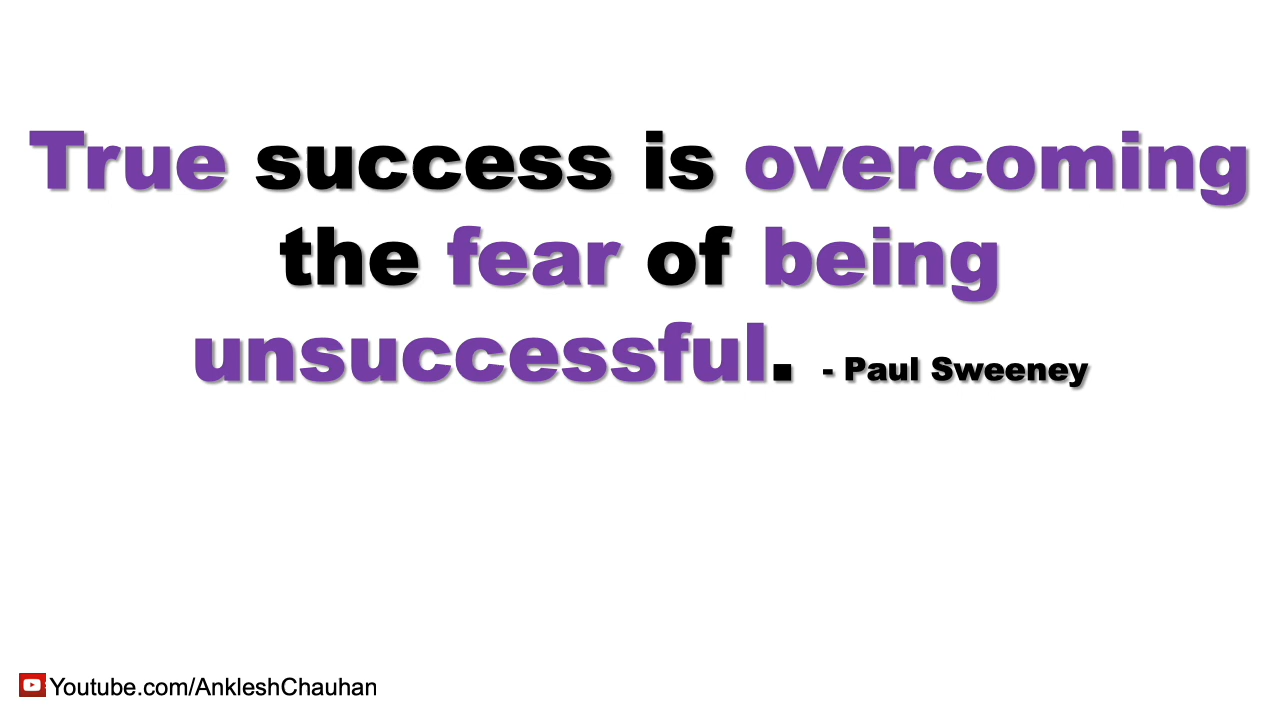 True success is overcoming
the fear of being
unsuccessful. - Paul Sweeney
Youtube.com/AnkleshChauhan